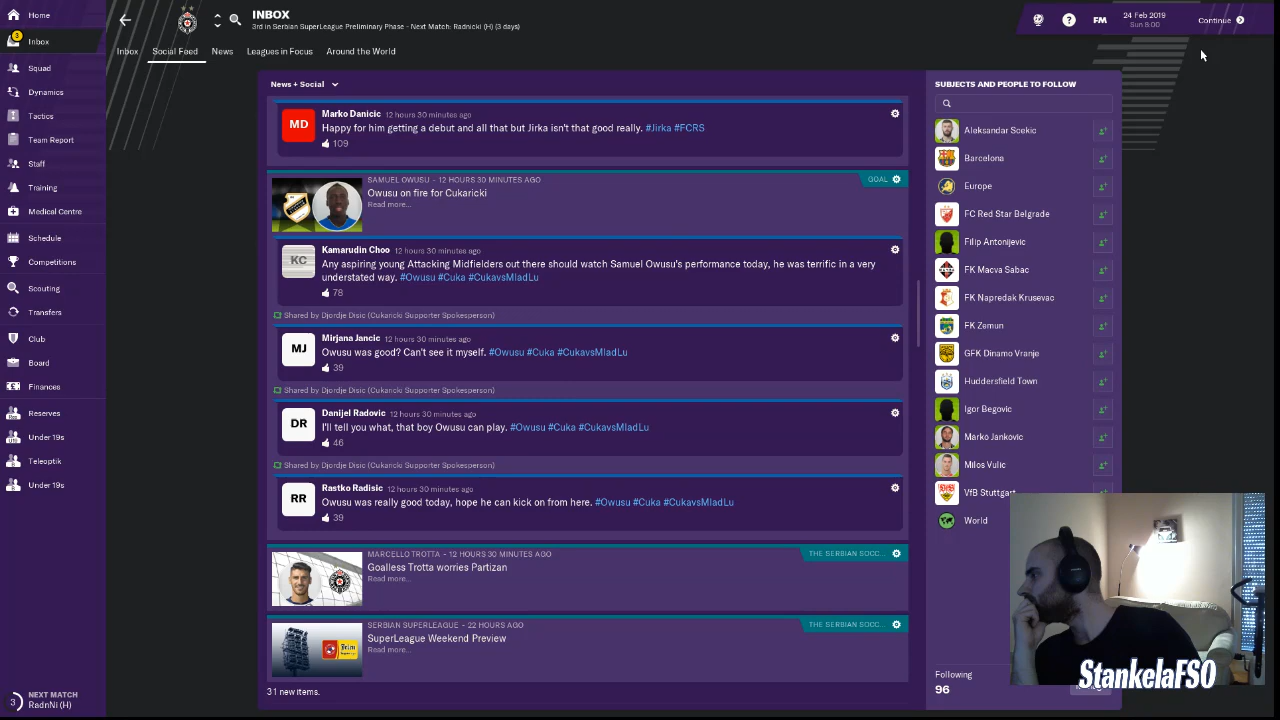 Home
INBOX
3rd in Serbian SuperLeague Preliminary Phase - Next Match: Radnicki (H) (3 days)
FM
24 Feb 2019
Sun 8:00
Continue
3
Inbox
Inbox
Social Feed
News
Leagues in Focus
Around the World
Squad
Dynamics
Tactics
Team Report
Staff
Training
Medical Centre
Schedule
Competitions
Scouting
Transfers
Club
Board
Finances
Reserves
Under 19s
Teleoptik
Under 19s
3
NEXT MATCH
RadnNi (H)
News + Social
MD
Marko Danicic 12 hours 30 minutes ago
Happy for him getting a debut and all that but Jirka isn't that good really. #Jirka #FCRS
109
SAMUEL OWUSU - 12 HOURS 30 MINUTES AGO
GOAL
Owusu on fire for Cukaricki
Read more...
KC
Kamarudin Choo 12 hours 30 minutes ago
Any aspiring young Attacking Midfielders out there should watch Samuel Owusu's performance today, he was terrific in a very
understated way. #Owusu #Cuka #CukavsMladLu
78
Shared by Djordje Disic (Cukaricki Supporter Spokesperson)
MJ
Mirjana Jancic 12 hours 30 minutes ago
Owusu was good? Can't see it myself. #Owusu #Cuka #CukavsMladLu
39
Shared by Djordje Disic (Cukaricki Supporter Spokesperson)
DR
Danijel Radovic 12 hours 30 minutes ago
I'll tell you what, that boy Owusu can play. #Owusu #Cuka #CukavsMladLu
46
Shared by Djordje Disic (Cukaricki Supporter Spokesperson)
RR
Rastko Radisic 12 hours 30 minutes ago
Owusu was really good today, hope he can kick on from here. #Owusu #Cuka #CukavsMladLu
39
MARCELLO TROTTA - 12 HOURS 30 MINUTES AGO
THE SERBIAN SOCC...
Goalless Trotta worries Partizan
Read more...
SERBIAN SUPERLEAGUE - 22 HOURS AGO
THE SERBIAN SOCC...
SuperLeague Weekend Preview
Read more...
31 new items.
SUBJECTS AND PEOPLE TO FOLLOW
Aleksandar Scekic
Barcelona
Europe
FC Red Star Belgrade
Filip Antonijevic
FK Macva Sabac
FK Napredak Krusevac
FK Zemun
GFK Dinamo Vranje
Huddersfield Town
Igor Begovic
Marko Jankovic
Milos Vulic
VfB Stuttgart
World
Following
96
StankelaFSO